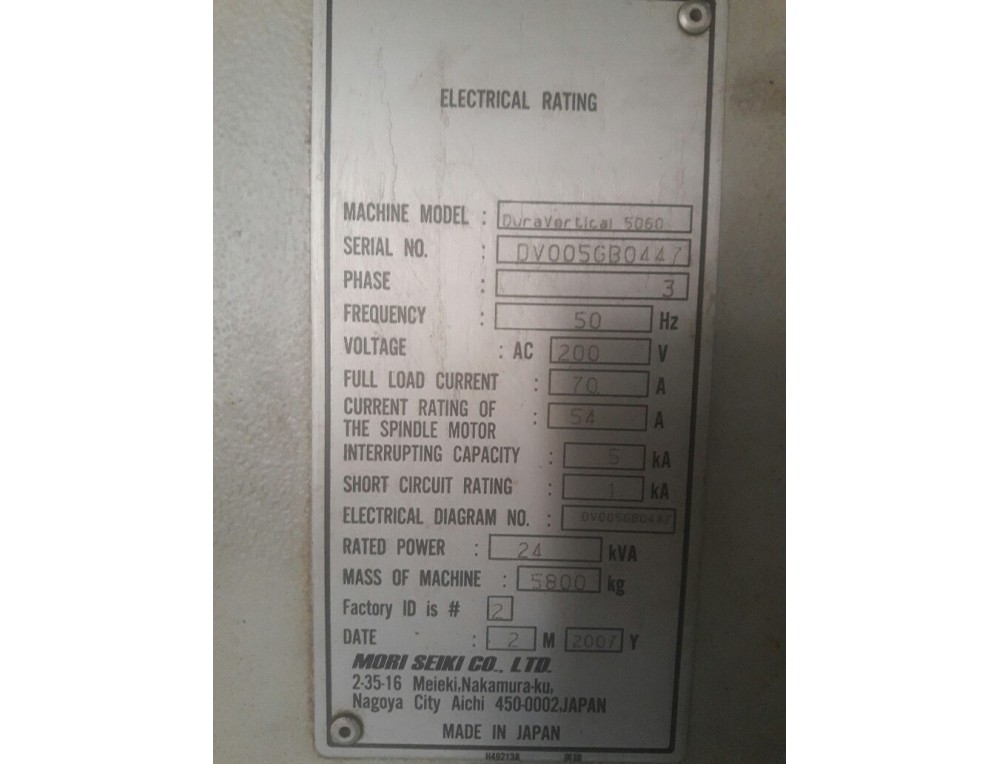 ELECTRICAL RATING
MACHINE MODEL : DuraVertical 5060
SERIAL NO. : DV005GB0447
PHASE : 3
FREQUENCY : 50 Hz
VOLTAGE : AC 200 V
FULL LOAD CURRENT : 70 A
CURRENT RATING OF
THE SPINDLE MOTOR : 54 A
INTERRUPTING CAPACITY : 5 kA
SHORT CIRCUIT RATING : 1 kA
ELECTRICAL DIAGRAM NO. : DV005GB0447
RATED POWER : 24 kVA
MASS OF MACHINE : 5800 kg
Factory ID is # 2
DATE : 2 M 2007 Y
MORI SEIKI CO., LTD.
2-35-16 Meieki,Nakamura-ku,
Nagoya City Aichi 450-0002,JAPAN
MADE IN JAPAN
H49213A